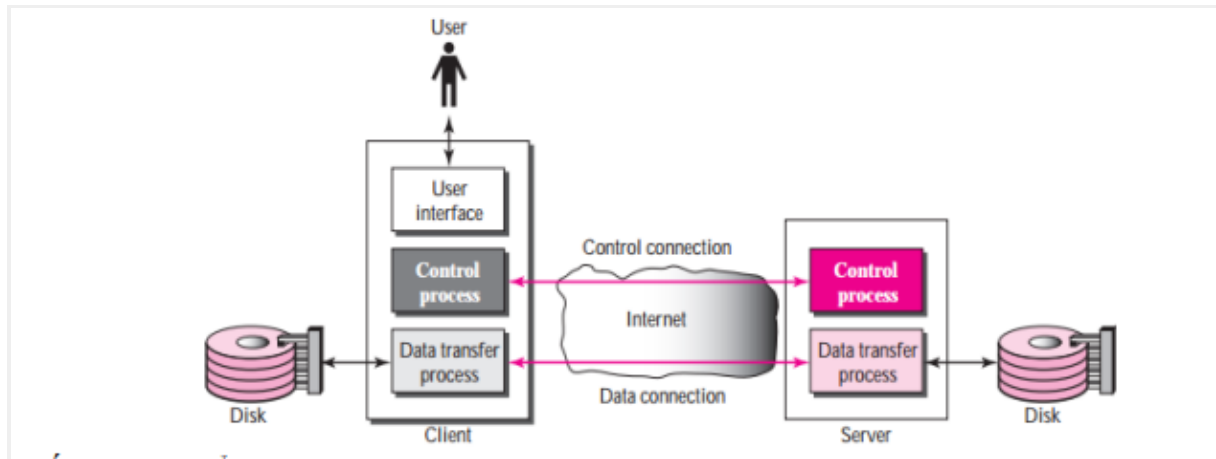 User
User
interface
Control connection
Control
process
Control
process
Internet
Data transfer
process
Data transfer
process
Disk
Data connection
Disk
Client
Server